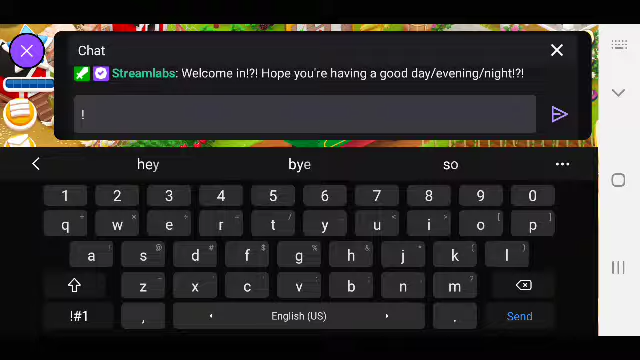 Chat
Streamlabs: Welcome in!?! Hope you're having a good day/evening/night!?!
!
hey bye so
1 2 3 4 5 6 7 8 9 0
q w e r t y u i o p
a s d f g h j k l
z x c v b n m
!#1 , English (US) . Send